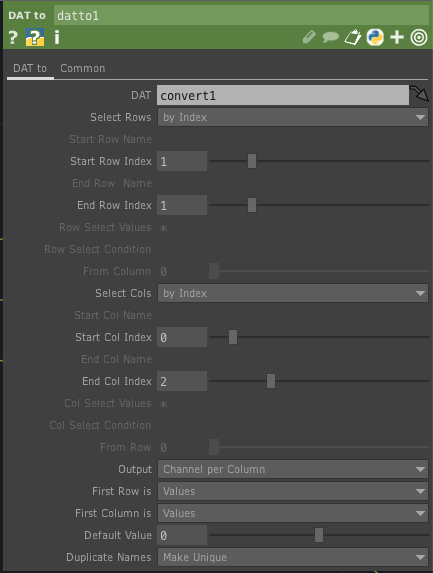 DAT to datto1
? ? i
DAT to Common
DAT convert1
Select Rows by Index
Start Row Name
Start Row Index 1
End Row Name
End Row Index 1
Row Select Values *
Row Select Condition
From Column 0
Select Cols by Index
Start Col Name
Start Col Index 0
End Col Name
End Col Index 2
Col Select Values *
Col Select Condition
From Row 0
Output Channel per Column
First Row is Values
First Column is Values
Default Value 0
Duplicate Names Make Unique